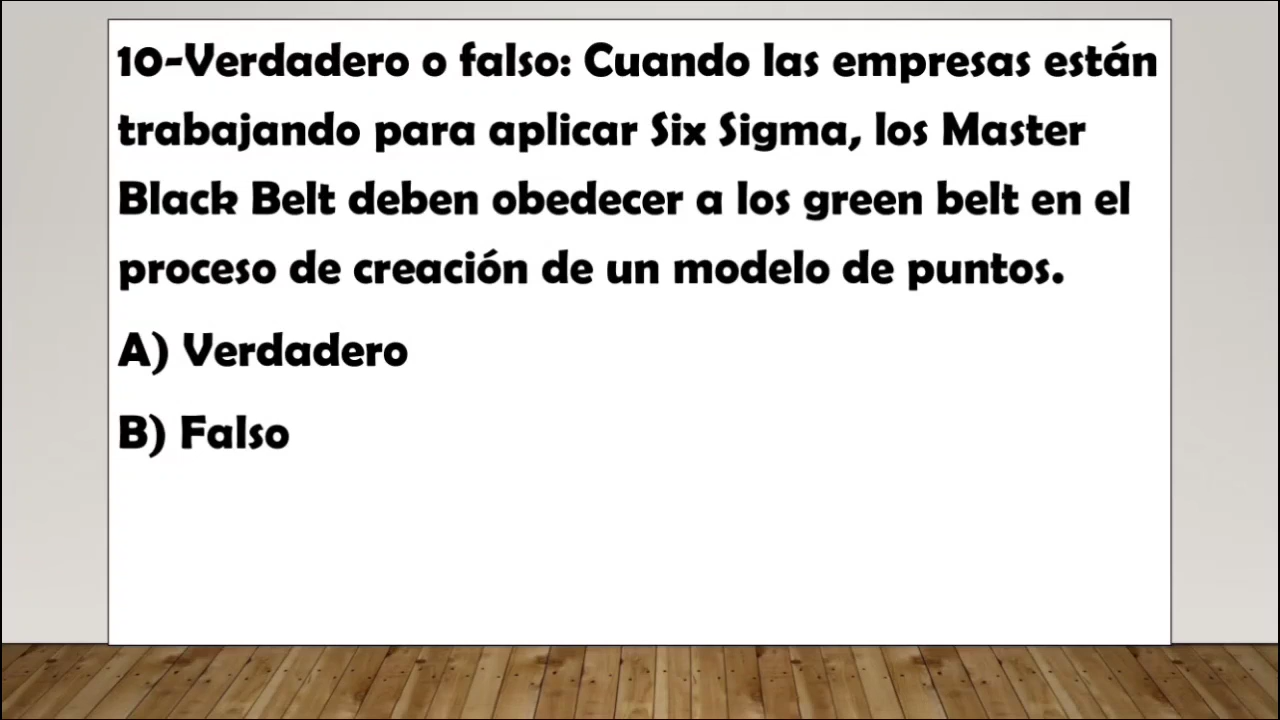 10-Verdadero o falso: Cuando las empresas están
trabajando para aplicar Six Sigma, los Master
Black Belt deben obedecer a los green belt en el
proceso de creación de un modelo de puntos.
A) Verdadero
B) Falso